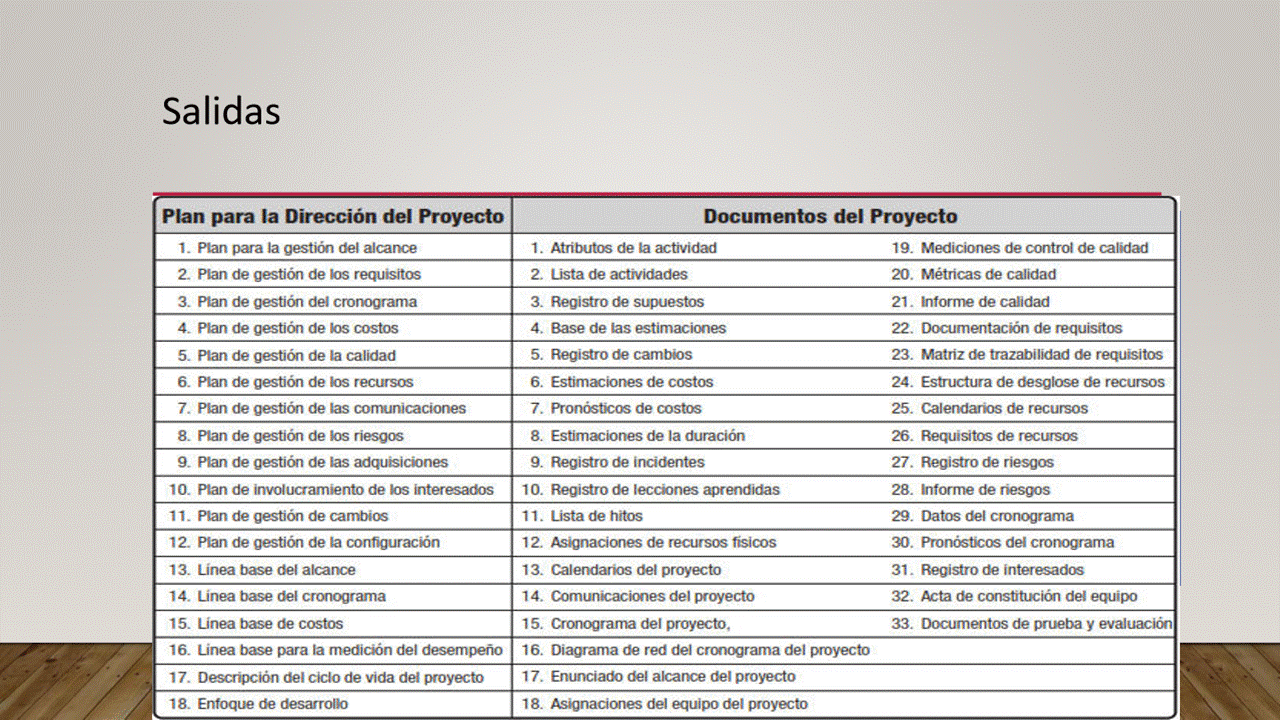 Salidas
Plan para la Dirección del Proyecto Documentos del Proyecto
1. Plan para la gestión del alcance 1. Atributos de la actividad 19. Mediciones de control de calidad
2. Plan de gestión de los requisitos 2. Lista de actividades 20. Métricas de calidad
3. Plan de gestión del cronograma 3. Registro de supuestos 21. Informe de calidad
4. Plan de gestión de los costos 4. Base de las estimaciones 22. Documentación de requisitos
5. Plan de gestión de la calidad 5. Registro de cambios 23. Matriz de trazabilidad de requisitos
6. Plan de gestión de los recursos 6. Estimaciones de costos 24. Estructura de desglose de recursos
7. Plan de gestión de las comunicaciones 7. Pronósticos de costos 25. Calendarios de recursos
8. Plan de gestión de los riesgos 8. Estimaciones de la duración 26. Requisitos de recursos
9. Plan de gestión de las adquisiciones 9. Registro de incidentes 27. Registro de riesgos
10. Plan de involucramiento de los interesados 10. Registro de lecciones aprendidas 28. Informe de riesgos
11. Plan de gestión de cambios 11. Lista de hitos 29. Datos del cronograma
12. Plan de gestión de la configuración 12. Asignaciones de recursos físicos 30. Pronósticos del cronograma
13. Línea base del alcance 13. Calendarios del proyecto 31. Registro de interesados
14. Línea base del cronograma 14. Comunicaciones del proyecto 32. Acta de constitución del equipo
15. Línea base de costos 15. Cronograma del proyecto, 33. Documentos de prueba y evaluación
16. Línea base para la medición del desempeño 16. Diagrama de red del cronograma del proyecto
17. Descripción del ciclo de vida del proyecto 17. Enunciado del alcance del proyecto
18. Enfoque de desarrollo 18. Asignaciones del equipo del proyecto